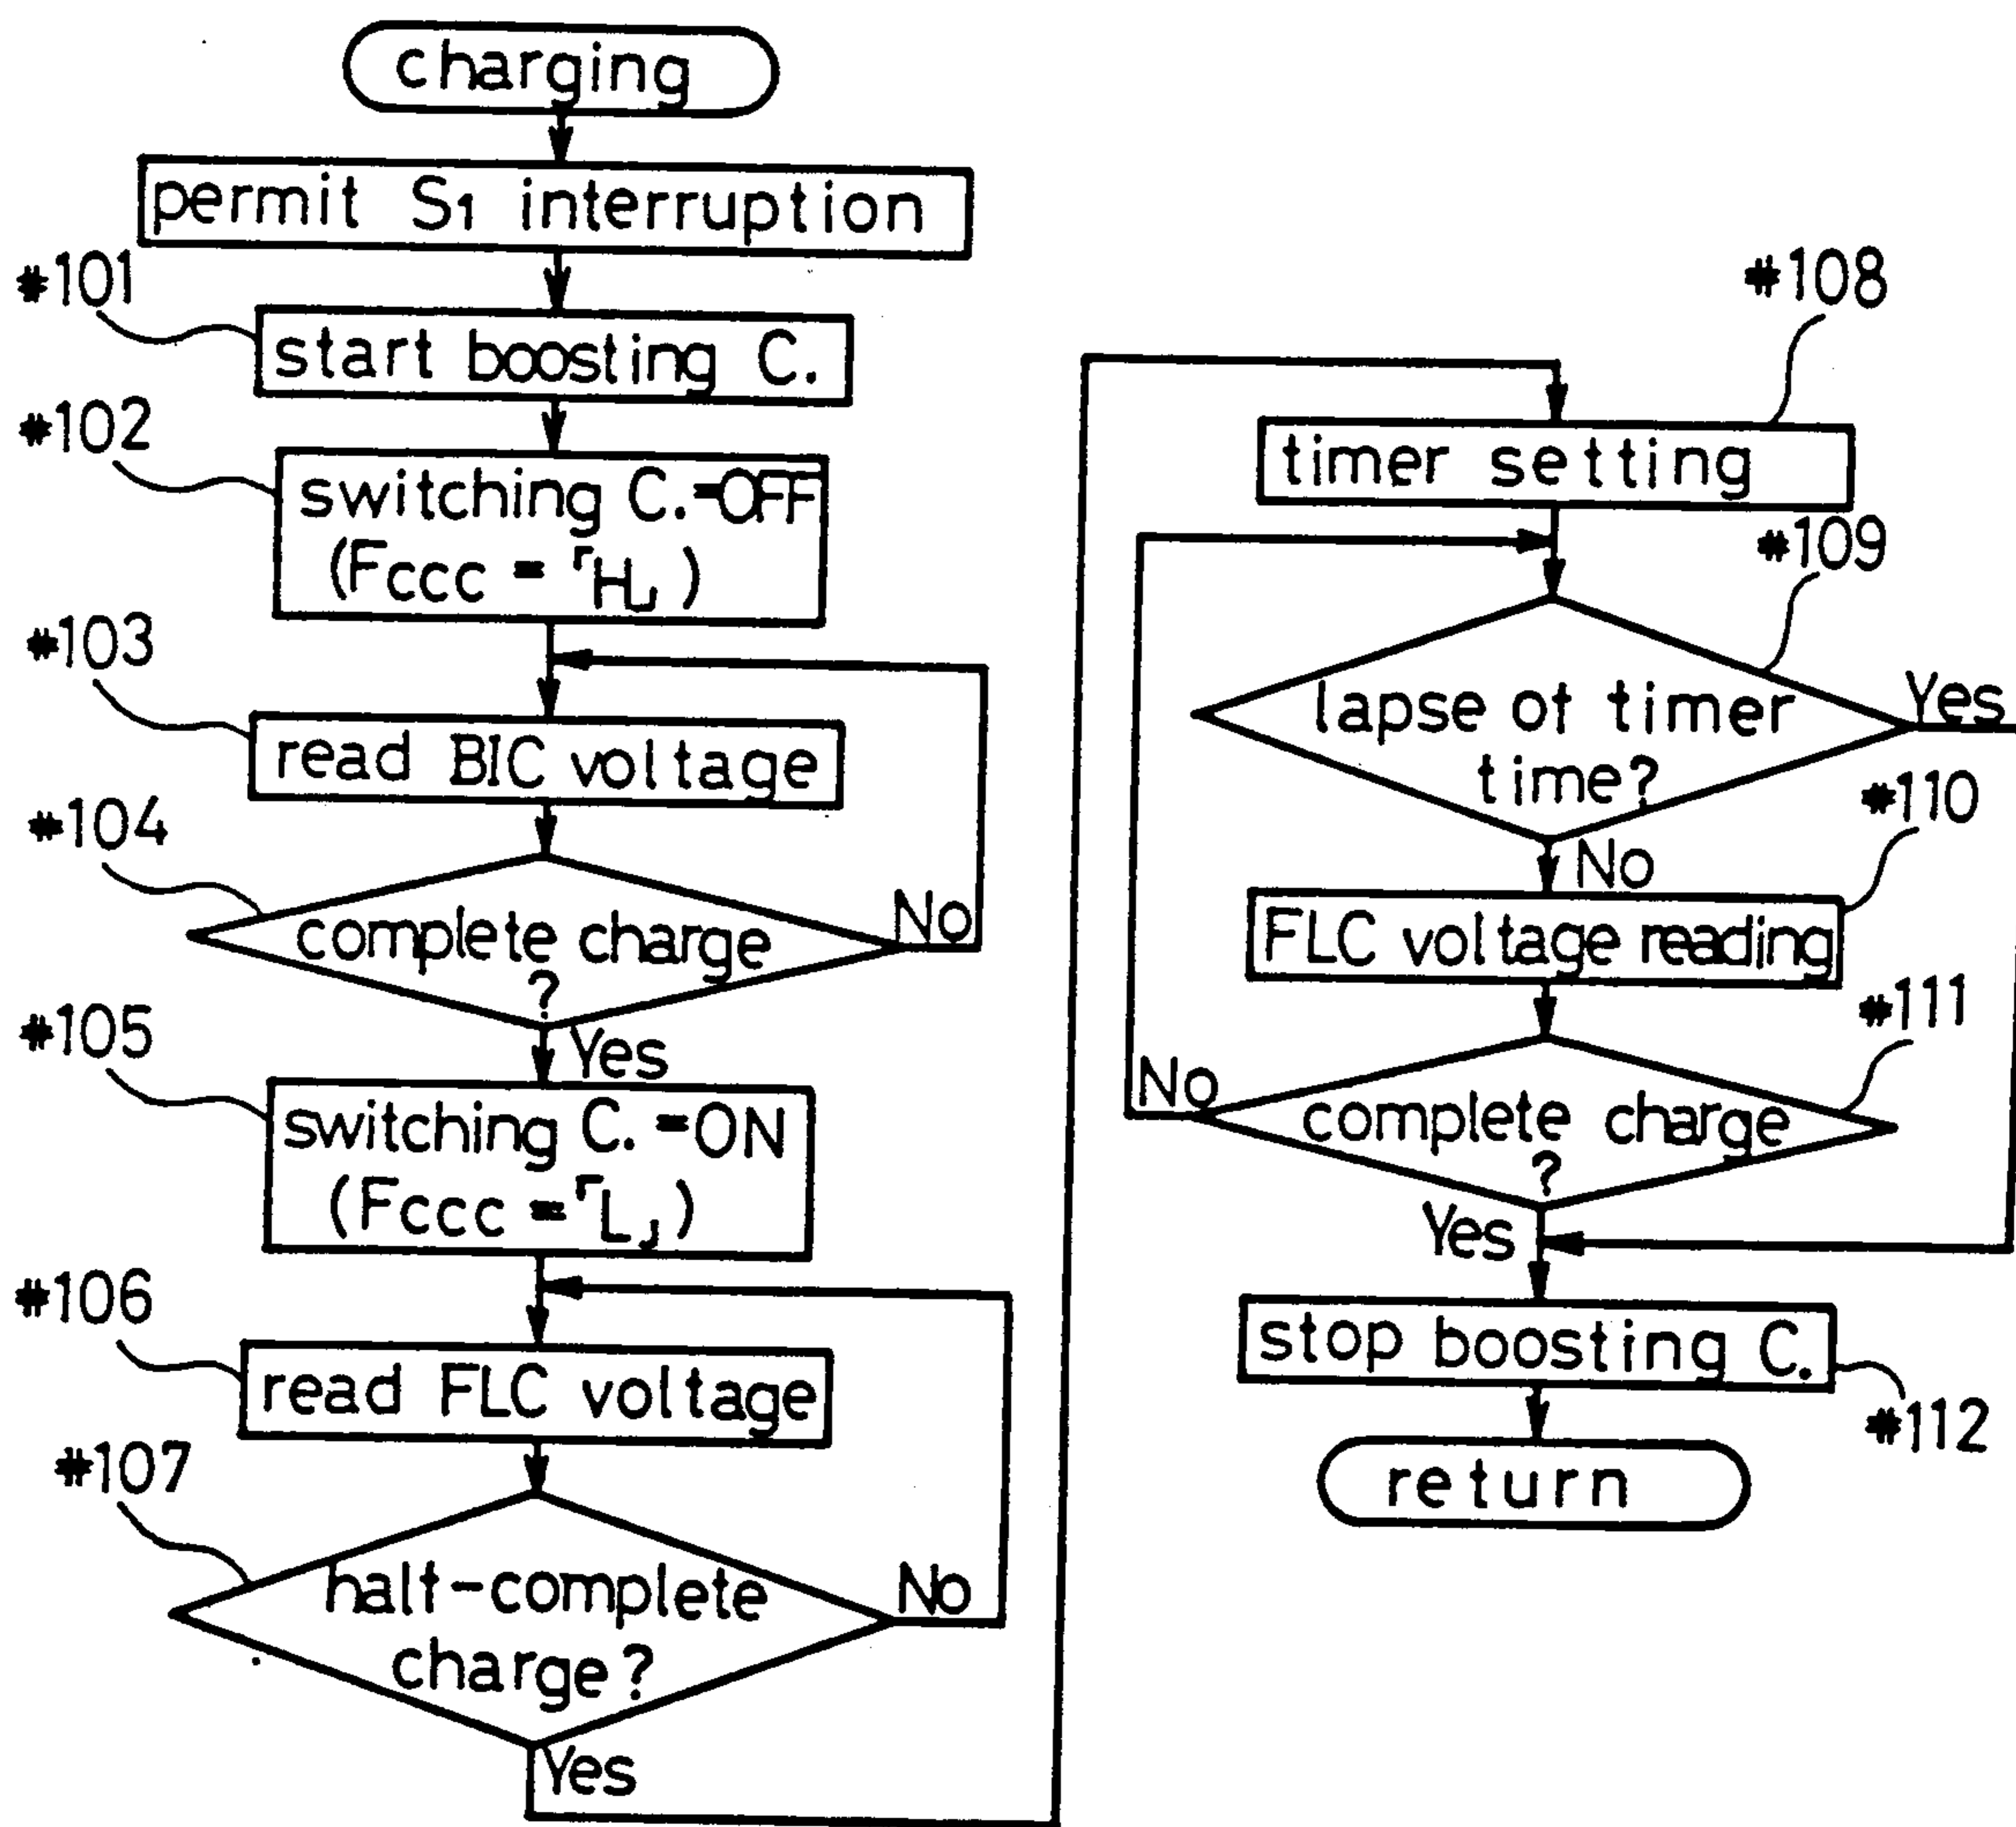 charging
permit S1 interruption
#101
start boosting C.
#102
switching C.=OFF
(FCCC = 「H」)
#103
read BIC voltage
#104
complete charge
?
No
Yes
#105
switching C.=ON
(FCCC = 「L」)
#106
read FLC voltage
#107
half-complete
charge?
No
Yes
#108
timer setting
#109
lapse of timer
time?
Yes
No
#110
FLC voltage reading
#111
complete charge
?
No
Yes
stop boosting C.
#112
return